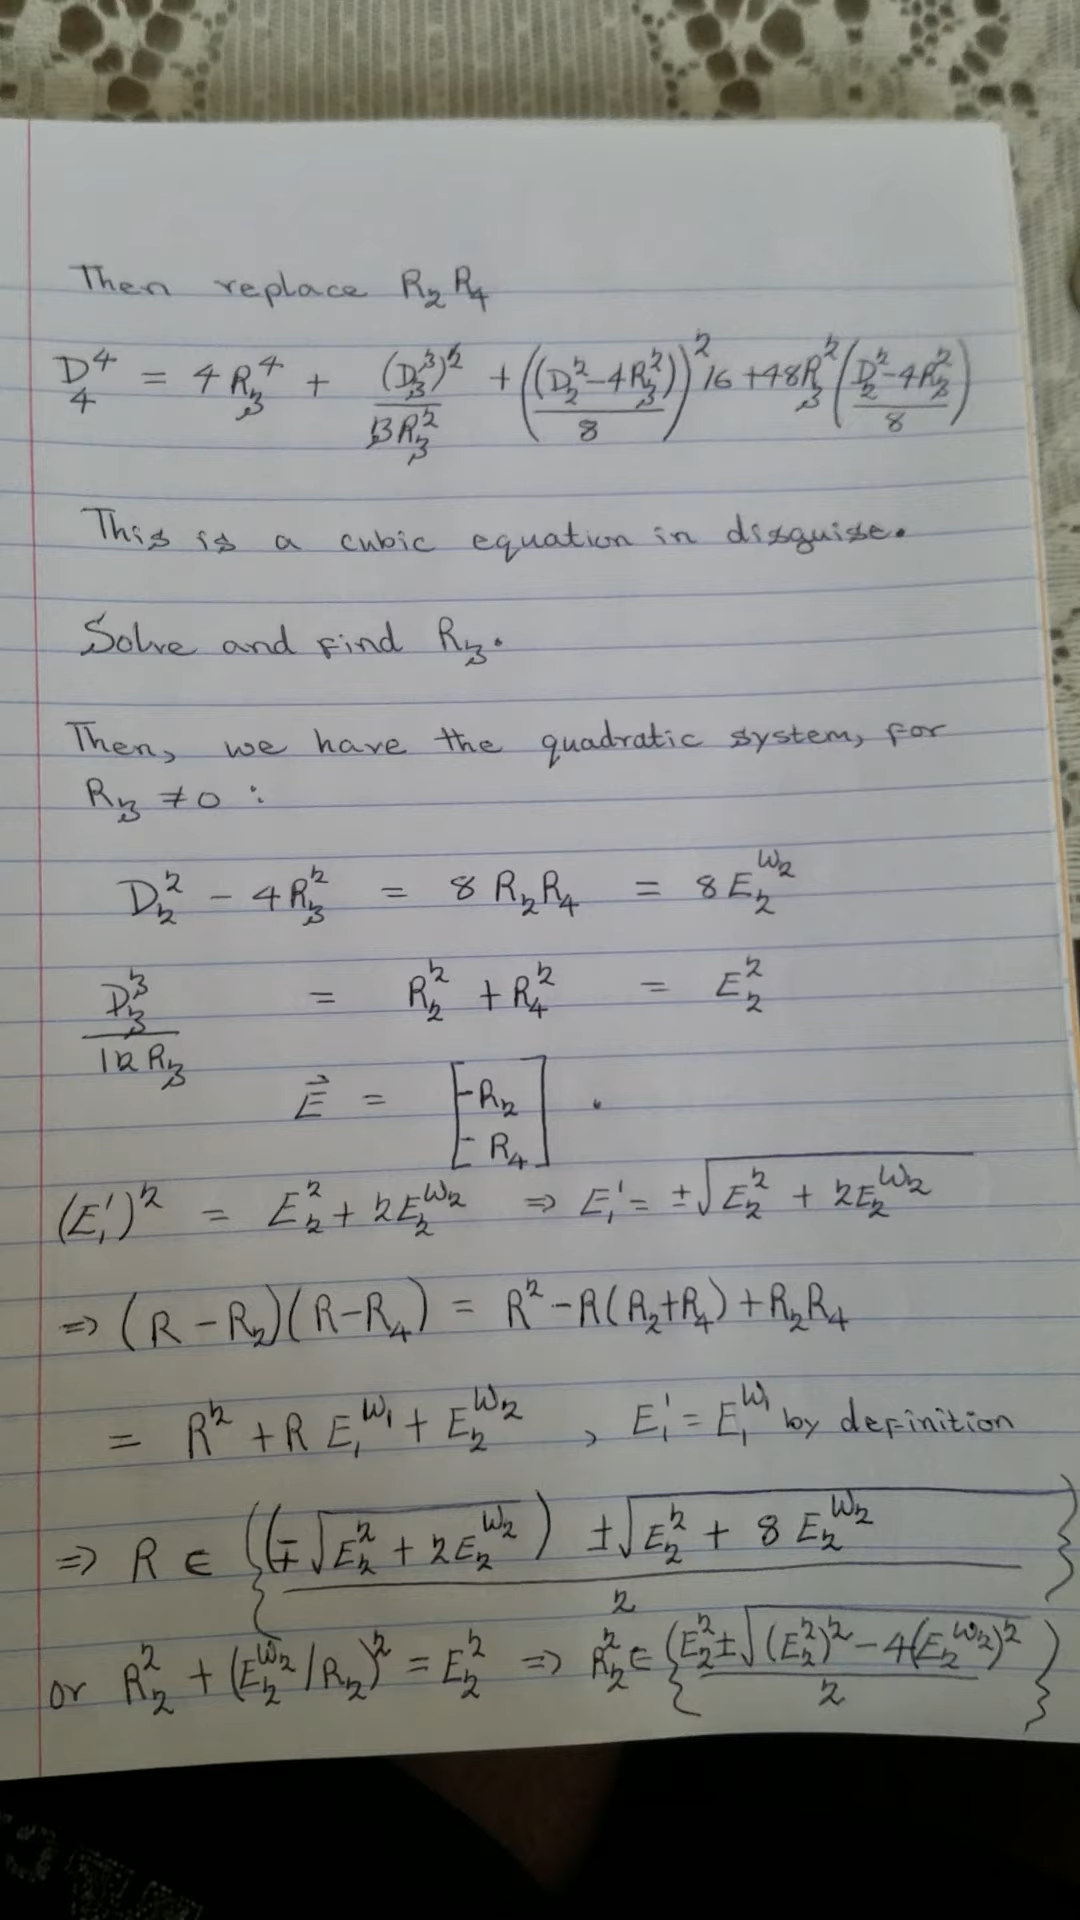 Then replace R₂R₄
D₄⁴ = 4R₃⁴ + (D₃³)² / 3R₃² + ((D₂² − 4R₃²) / 8)² 16 + 48R₃² ((D₂² − 4R₃²) / 8)
This is a cubic equation in disguise.
Solve and find R₃.
Then, we have the quadratic system, for
R₃ ≠ 0 :
D₂² − 4R₃² = 8 R₂R₄ = 8 E₂^W₂
D₃³ / 12 R₃ = R₂² + R₄² = E₂²
E⃗ = [−R₂
− R₄] .
(E₁')² = E₂² + 2E₂^W₂ ⇒ E₁' = ±√(E₂² + 2E₂^W₂)
⇒ (R − R₂)(R − R₄) = R² − R(R₂+R₄) + R₂R₄
= R² + R E₁^W₁ + E₂^W₂ , E₁' = E₁^W₁ by definition
⇒ R ∈ {((∓√(E₂² + 2E₂^W₂)) ±√(E₂² + 8 E₂^W₂)) / 2}
or R₂² + (E₂^W₂/R₂)² = E₂² ⇒ R₂² ∈ {(E₂² ± √((E₂²)² − 4(E₂^W₂)²)) / 2}